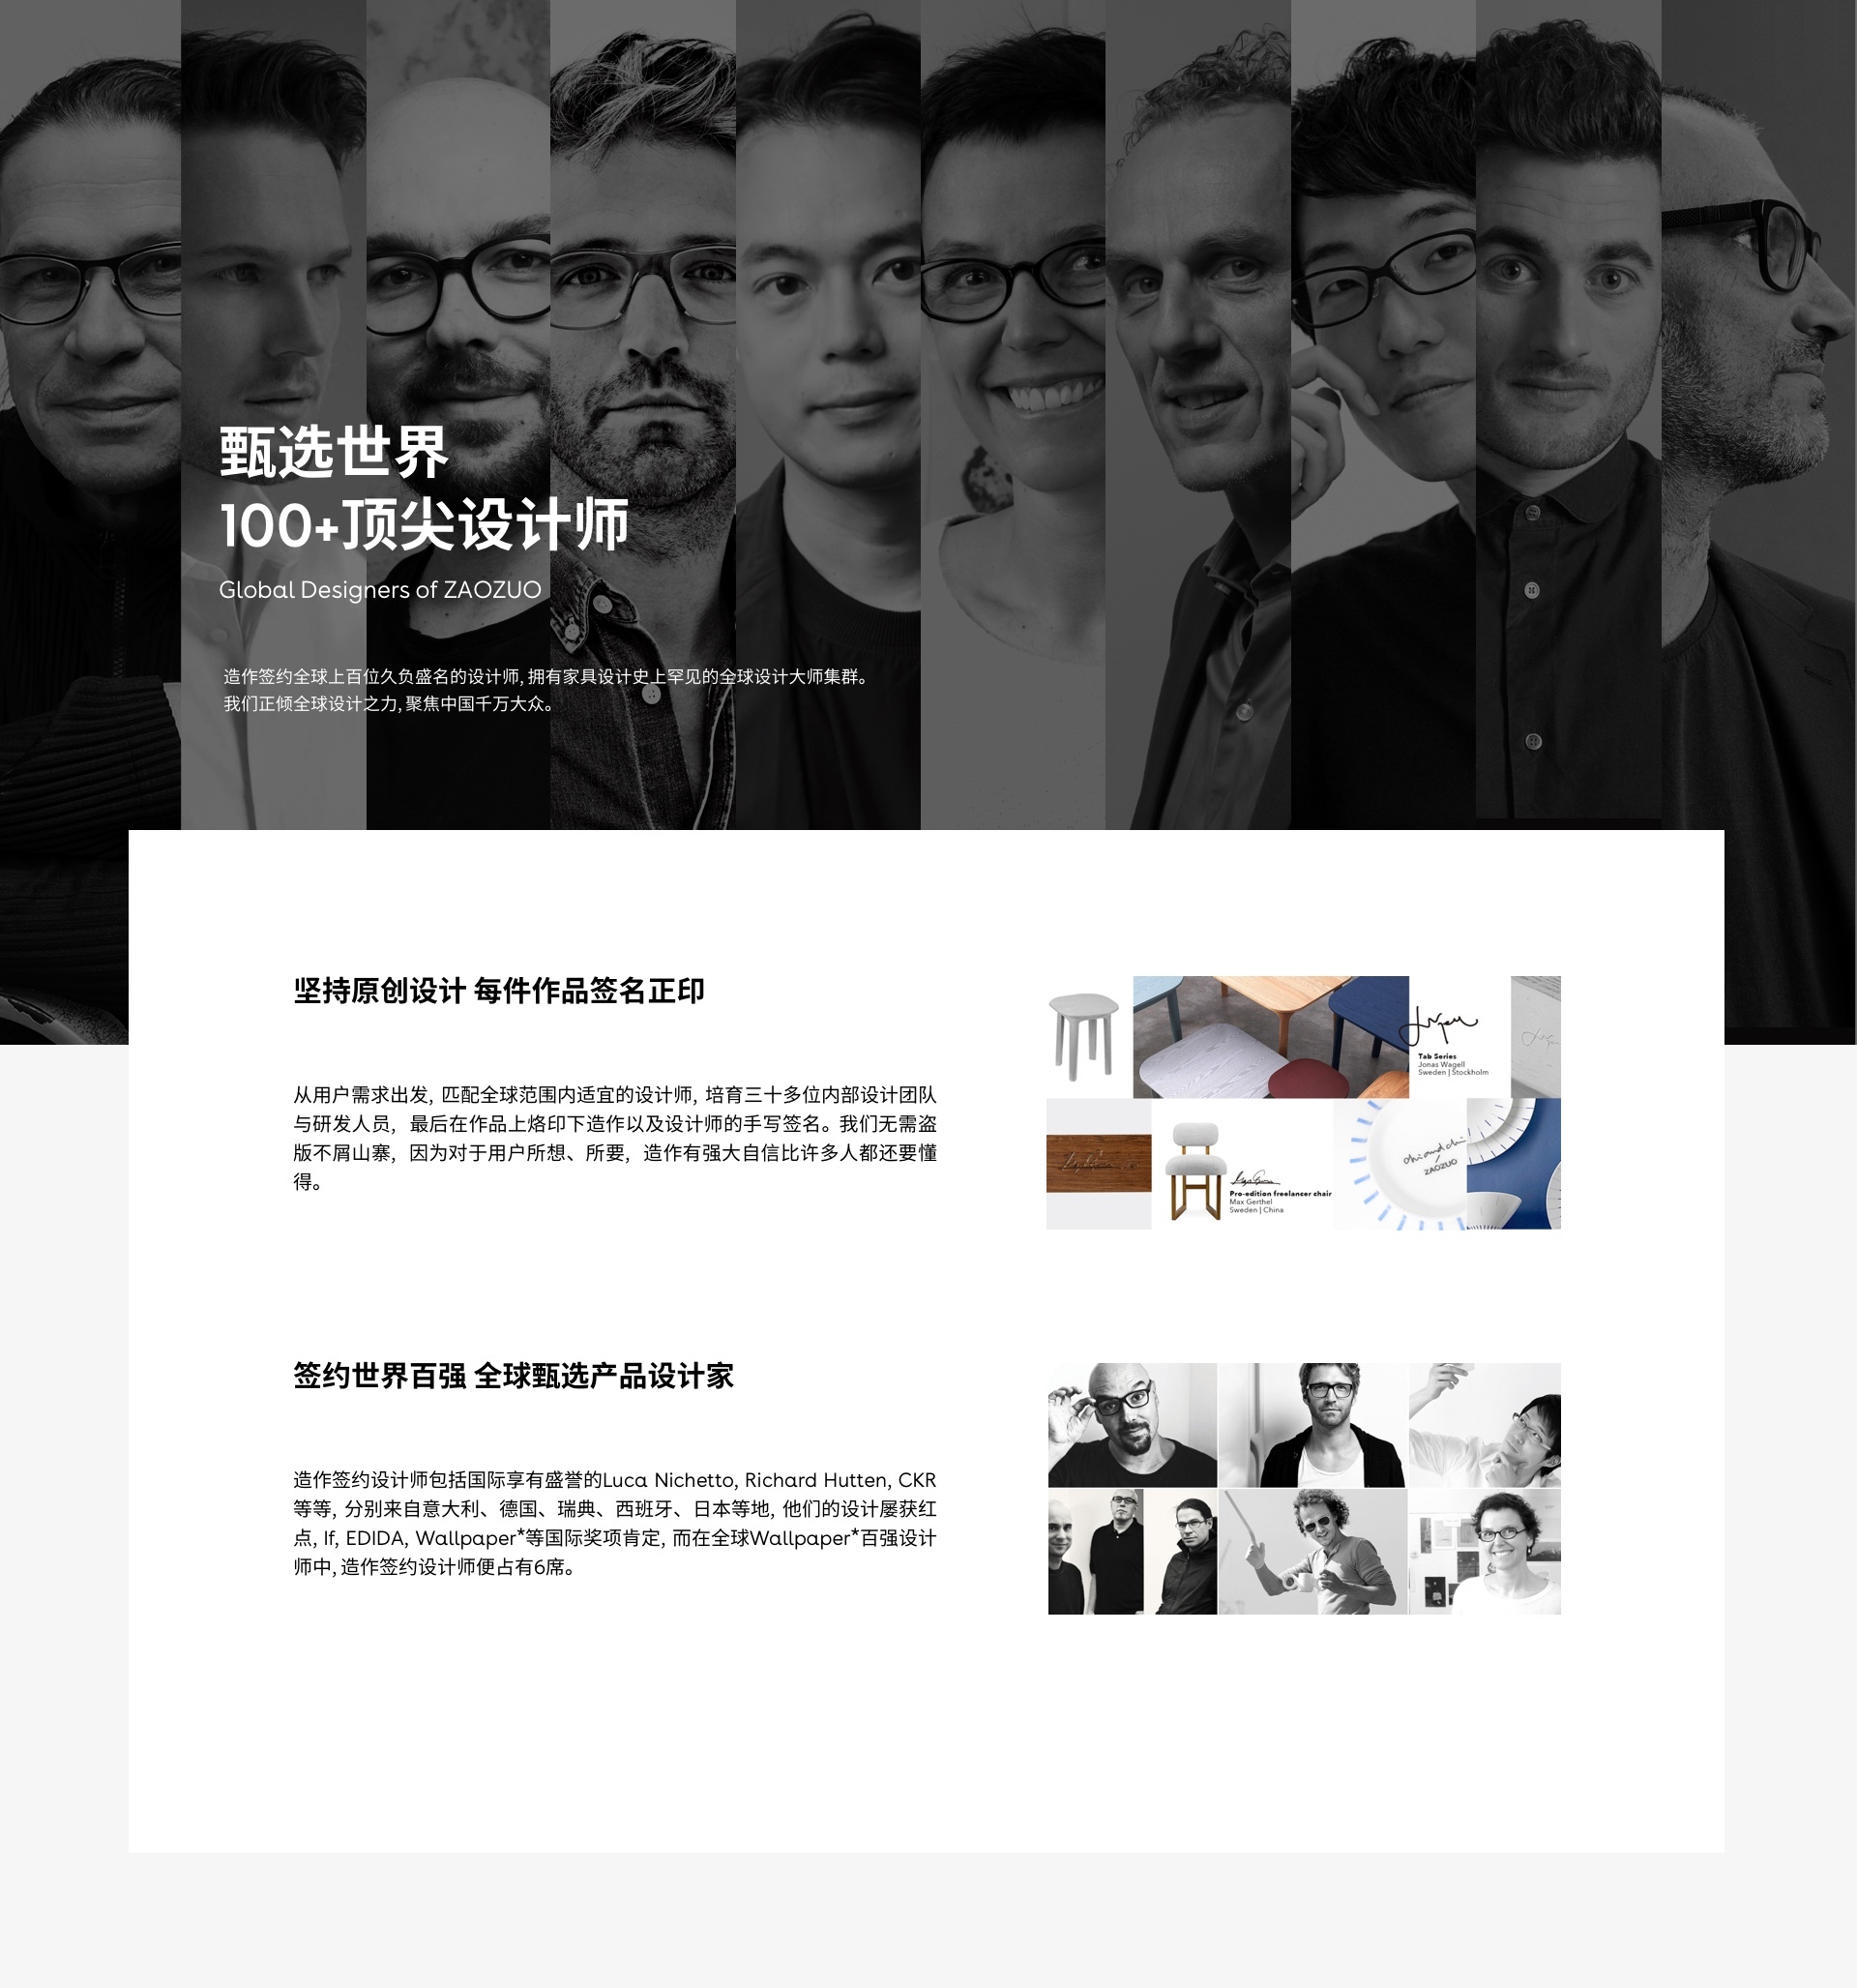 甄选世界
100+顶尖设计师
Global Designers of ZAOZUO
造作签约全球上百位久负盛名的设计师, 拥有家具设计史上罕见的全球设计大师集群。
我们正倾全球设计之力, 聚焦中国千万大众。
坚持原创设计 每件作品签名正印
从用户需求出发, 匹配全球范围内适宜的设计师, 培育三十多位内部设计团队
与研发人员, 最后在作品上烙印下造作以及设计师的手写签名。我们无需盗
版不屑山寨, 因为对于用户所想、所要, 造作有强大自信比许多人都还要懂
得。
Tab Series
Jonas Wagell
Sweden | Stockholm
Pro-edition freelancer chair
Max Gerthel
Sweden | China
ZAOZUO
签约世界百强 全球甄选产品设计家
造作签约设计师包括国际享有盛誉的Luca Nichetto, Richard Hutten, CKR
等等, 分别来自意大利、德国、瑞典、西班牙、日本等地, 他们的设计屡获红
点, If, EDIDA, Wallpaper*等国际奖项肯定, 而在全球Wallpaper*百强设计
师中, 造作签约设计师便占有6席。